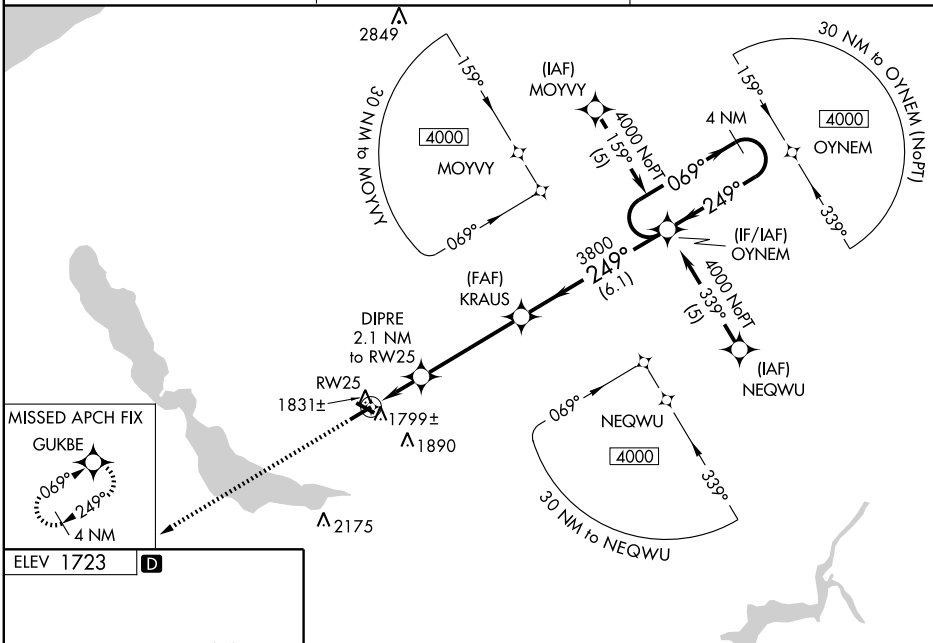 2849
159°
30 NM to MOYVY
4000
MOYVY
069°
(IAF)
MOYVY
4000 NoPT
159°
(5)
4 NM
069°
249°
30 NM to OYNEM (NoPT)
159°
4000
OYNEM
339°
(IF/IAF)
OYNEM
3800
249°
(6.1)
(FAF)
KRAUS
4000 NoPT
339°
(5)
(IAF)
NEQWU
DIPRE
2.1 NM
to RW25
RW25
1831±
1799±
1890
2175
069°
NEQWU
4000
339°
30 NM to NEQWU
MISSED APCH FIX
GUKBE
069°
249°
4 NM
ELEV 1723
D